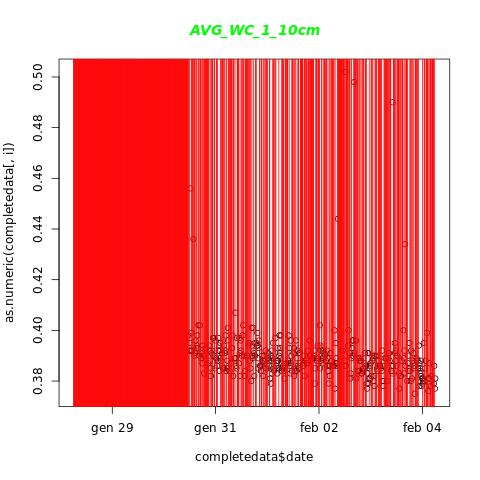 AVG_WC_1_10cm
as.numeric(completedata[, i])
0.50
0.48
0.46
0.44
0.42
0.40
0.38
gen 29
gen 31
feb 02
feb 04
completedata$date